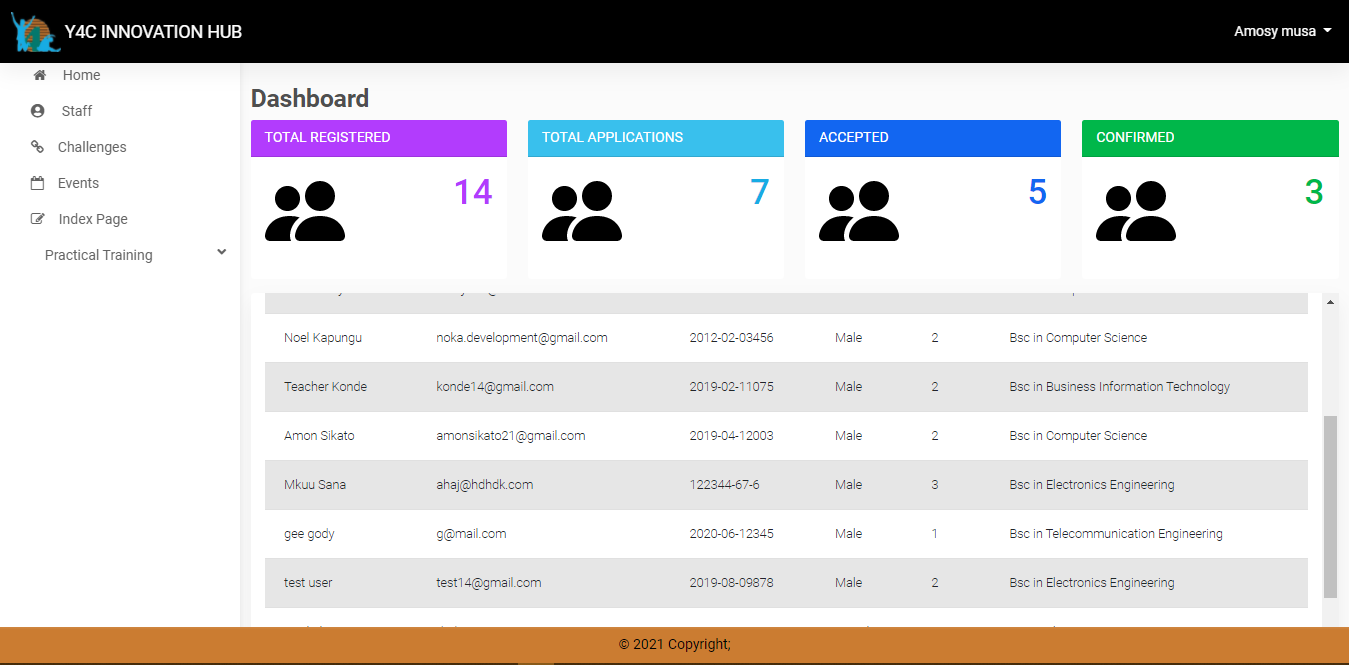 Y4C INNOVATION HUB
Amosy musa
Home
Staff
Challenges
Events
Index Page
Practical Training
Dashboard
TOTAL REGISTERED
14
TOTAL APPLICATIONS
7
ACCEPTED
5
CONFIRMED
3
Noel Kapungu noka.development@gmail.com 2012-02-03456 Male 2 Bsc in Computer Science
Teacher Konde konde14@gmail.com 2019-02-11075 Male 2 Bsc in Business Information Technology
Amon Sikato amonsikato21@gmail.com 2019-04-12003 Male 2 Bsc in Computer Science
Mkuu Sana ahaj@hdhdk.com 122344-67-6 Male 3 Bsc in Electronics Engineering
gee gody g@mail.com 2020-06-12345 Male 1 Bsc in Telecommunication Engineering
test user test14@gmail.com 2019-08-09878 Male 2 Bsc in Electronics Engineering
© 2021 Copyright;